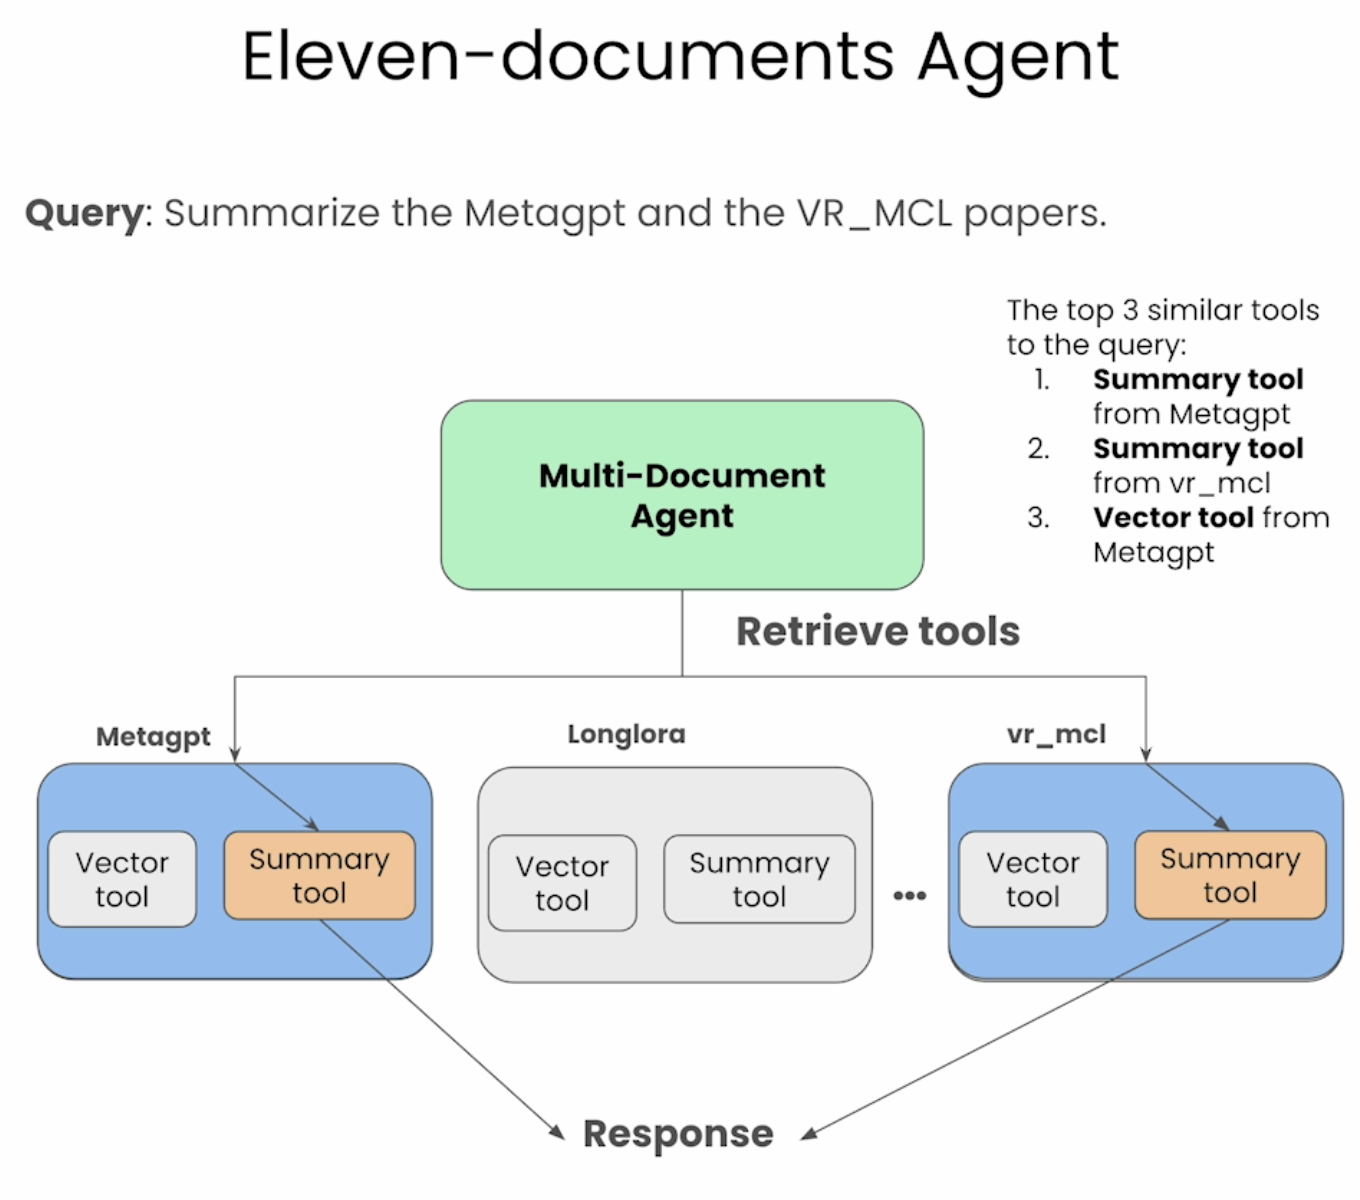 Eleven-documents Agent
Query: Summarize the Metagpt and the VR_MCL papers.
The top 3 similar tools
to the query:
1. Summary tool
from Metagpt
2. Summary tool
from vr_mcl
3. Vector tool from
Metagpt
Multi-Document
Agent
Retrieve tools
Metagpt
Vector
tool
Summary
tool
Longlora
Vector
tool
Summary
tool
...
vr_mcl
Vector
tool
Summary
tool
Response